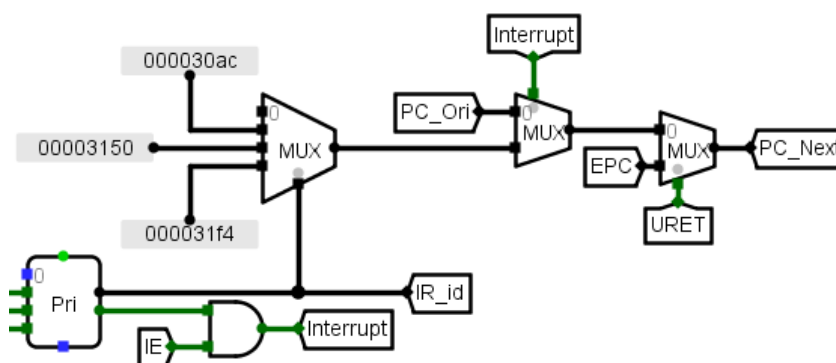 Interrupt
000030ac
0
PC_Ori
0
MUX
00003150
MUX
0
MUX
PC_Next
EPC
000031f4
URET
0
Pri
IR_id
IE
Interrupt